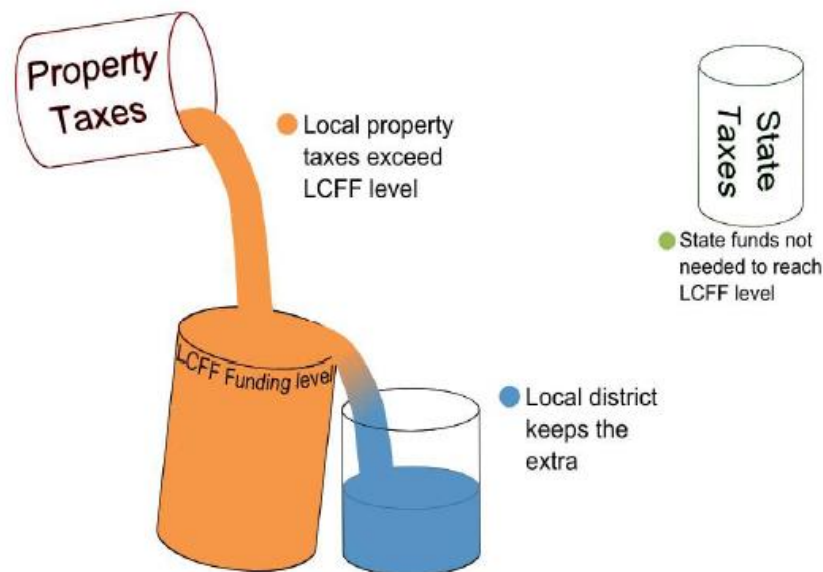 Property
Taxes
Local property
taxes exceed
LCFF level
State
Taxes
State funds not
needed to reach
LCFF level
LCFF Funding level
Local district
keeps the
extra